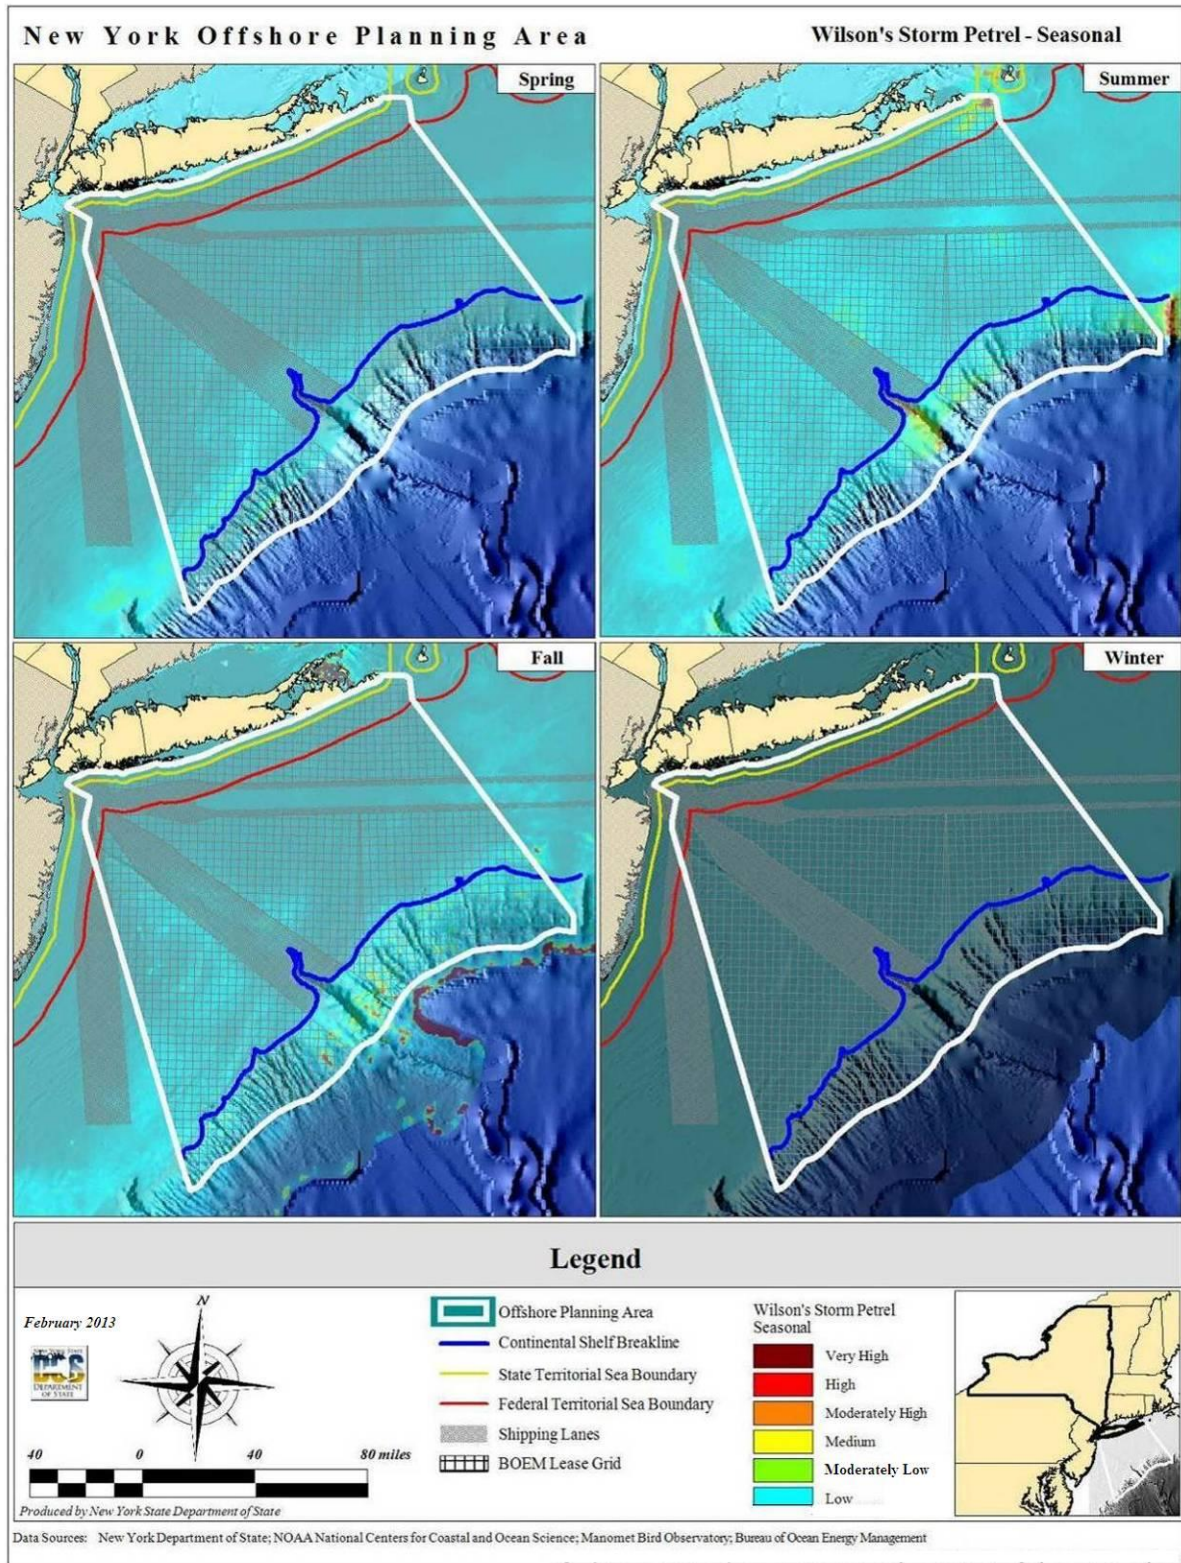 New York Offshore Planning Area
Wilson's Storm Petrel - Seasonal
Spring
Summer
Fall
Winter
Legend
February 2013
DEPARTMENT
OF STATE
N
40 0 40 80 miles
Produced by New York State Department of State
Offshore Planning Area
Continental Shelf Breakline
State Territorial Sea Boundary
Federal Territorial Sea Boundary
Shipping Lanes
BOEM Lease Grid
Wilson's Storm Petrel
Seasonal
Very High
High
Moderately High
Medium
Moderately Low
Low
Data Sources: New York Department of State; NOAA National Centers for Coastal and Ocean Science; Manomet Bird Observatory; Bureau of Ocean Energy Management